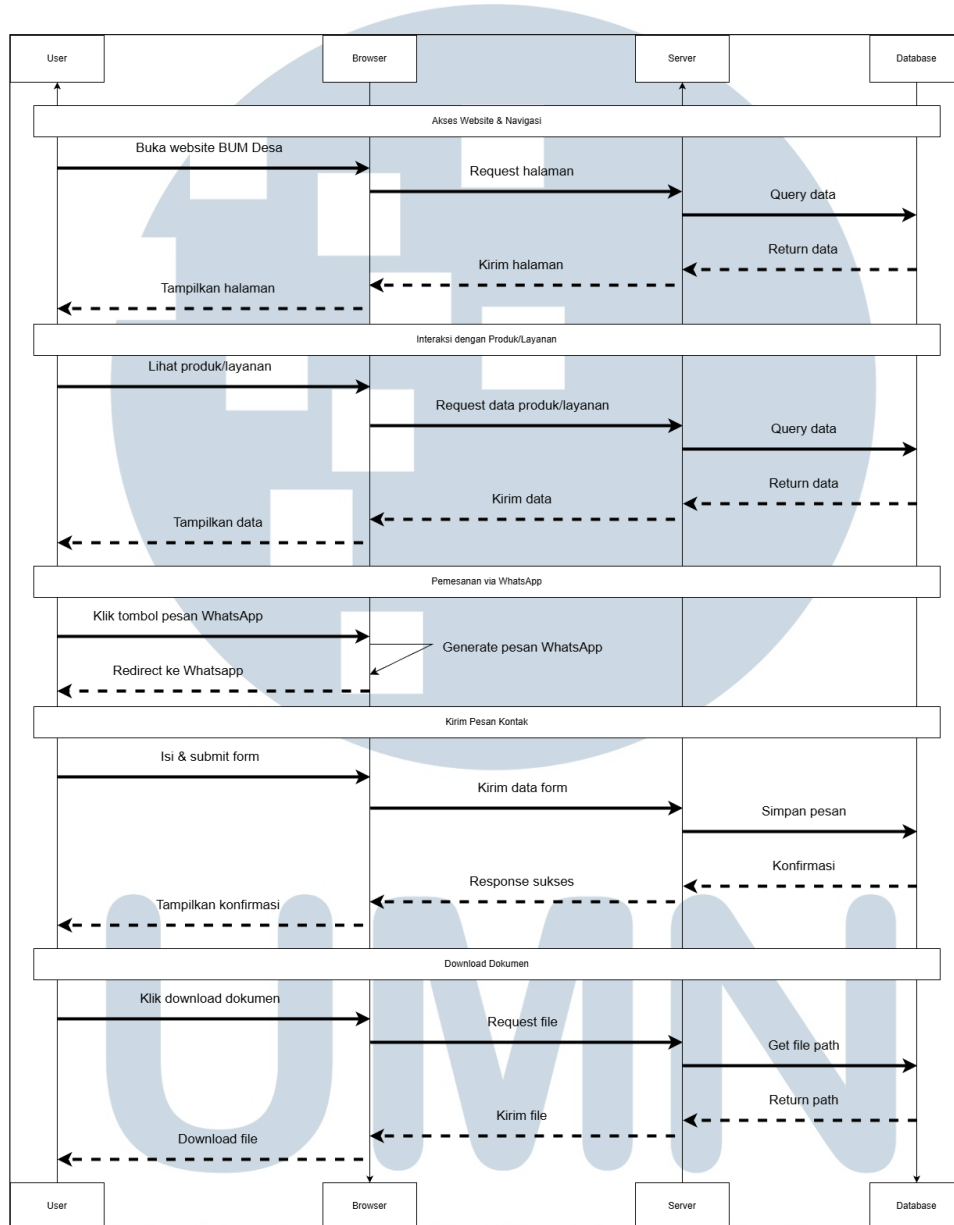 User
Browser
Server
Database
Akses Website & Navigasi
Buka website BUM Desa
Request halaman
Query data
Return data
Kirim halaman
Tampilkan halaman
Interaksi dengan Produk/Layanan
Lihat produk/layanan
Request data produk/layanan
Query data
Return data
Kirim data
Tampilkan data
Pemesanan via WhatsApp
Klik tombol pesan WhatsApp
Generate pesan WhatsApp
Redirect ke Whatsapp
Kirim Pesan Kontak
Isi & submit form
Kirim data form
Simpan pesan
Konfirmasi
Response sukses
Tampilkan konfirmasi
Download Dokumen
Klik download dokumen
Request file
Get file path
Return path
Kirim file
Download file
UMN
User
Browser
Server
Database